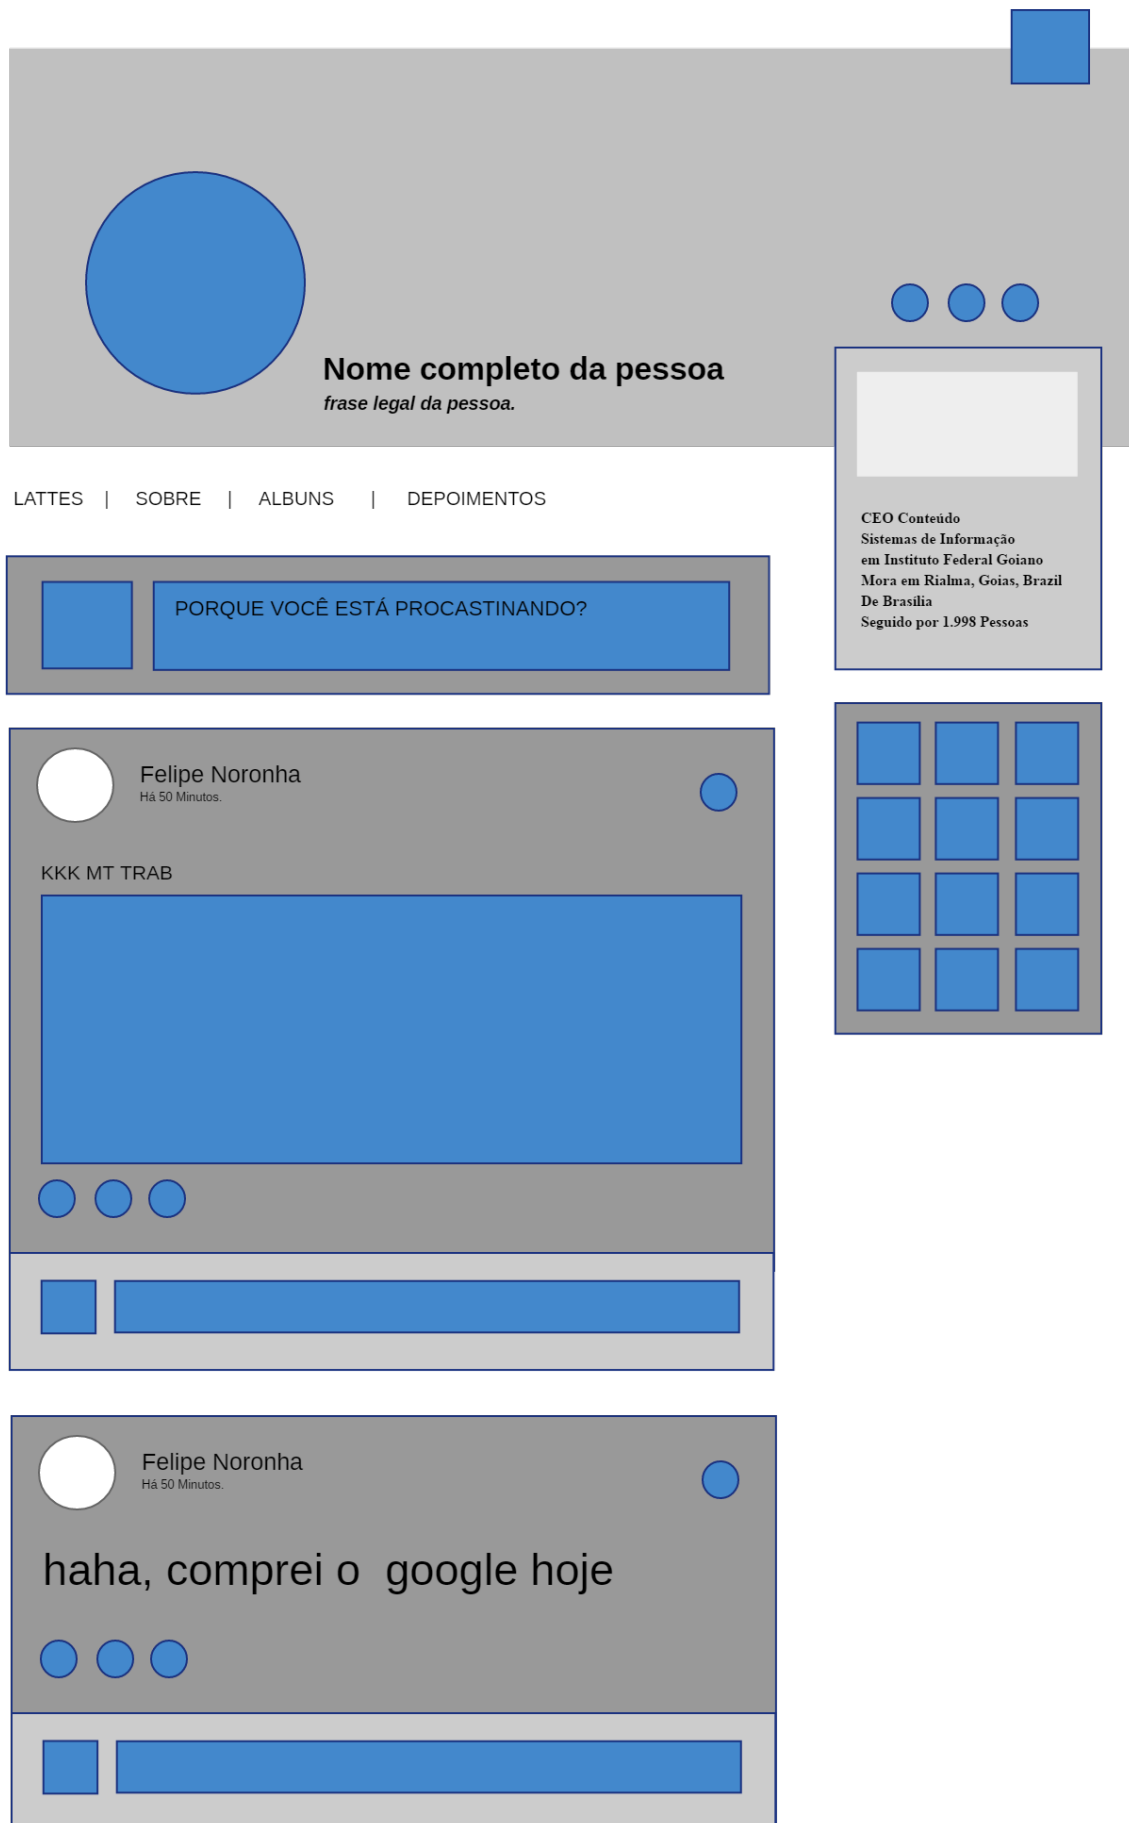 Nome completo da pessoa
frase legal da pessoa.
LATTES | SOBRE | ALBUNS | DEPOIMENTOS
CEO Conteúdo
Sistemas de Informação
em Instituto Federal Goiano
Mora em Rialma, Goias, Brazil
De Brasília
Seguido por 1.998 Pessoas
PORQUE VOCÊ ESTÁ PROCASTINANDO?
Felipe Noronha
Há 50 Minutos.
KKK MT TRAB
Felipe Noronha
Há 50 Minutos.
haha, comprei o  google hoje